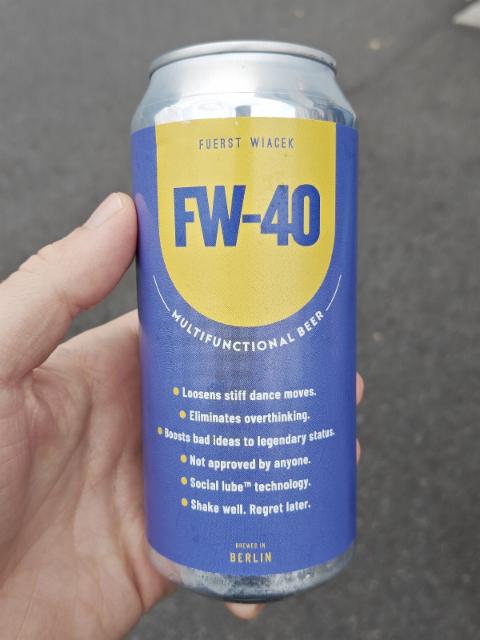 FUERST WIACEK
FW-40
MULTIFUNCTIONAL BEER
Loosens stiff dance moves.
Eliminates overthinking.
Boosts bad ideas to legendary status.
Not approved by anyone.
Social lube™ technology.
Shake well. Regret later.
BREWED IN
BERLIN